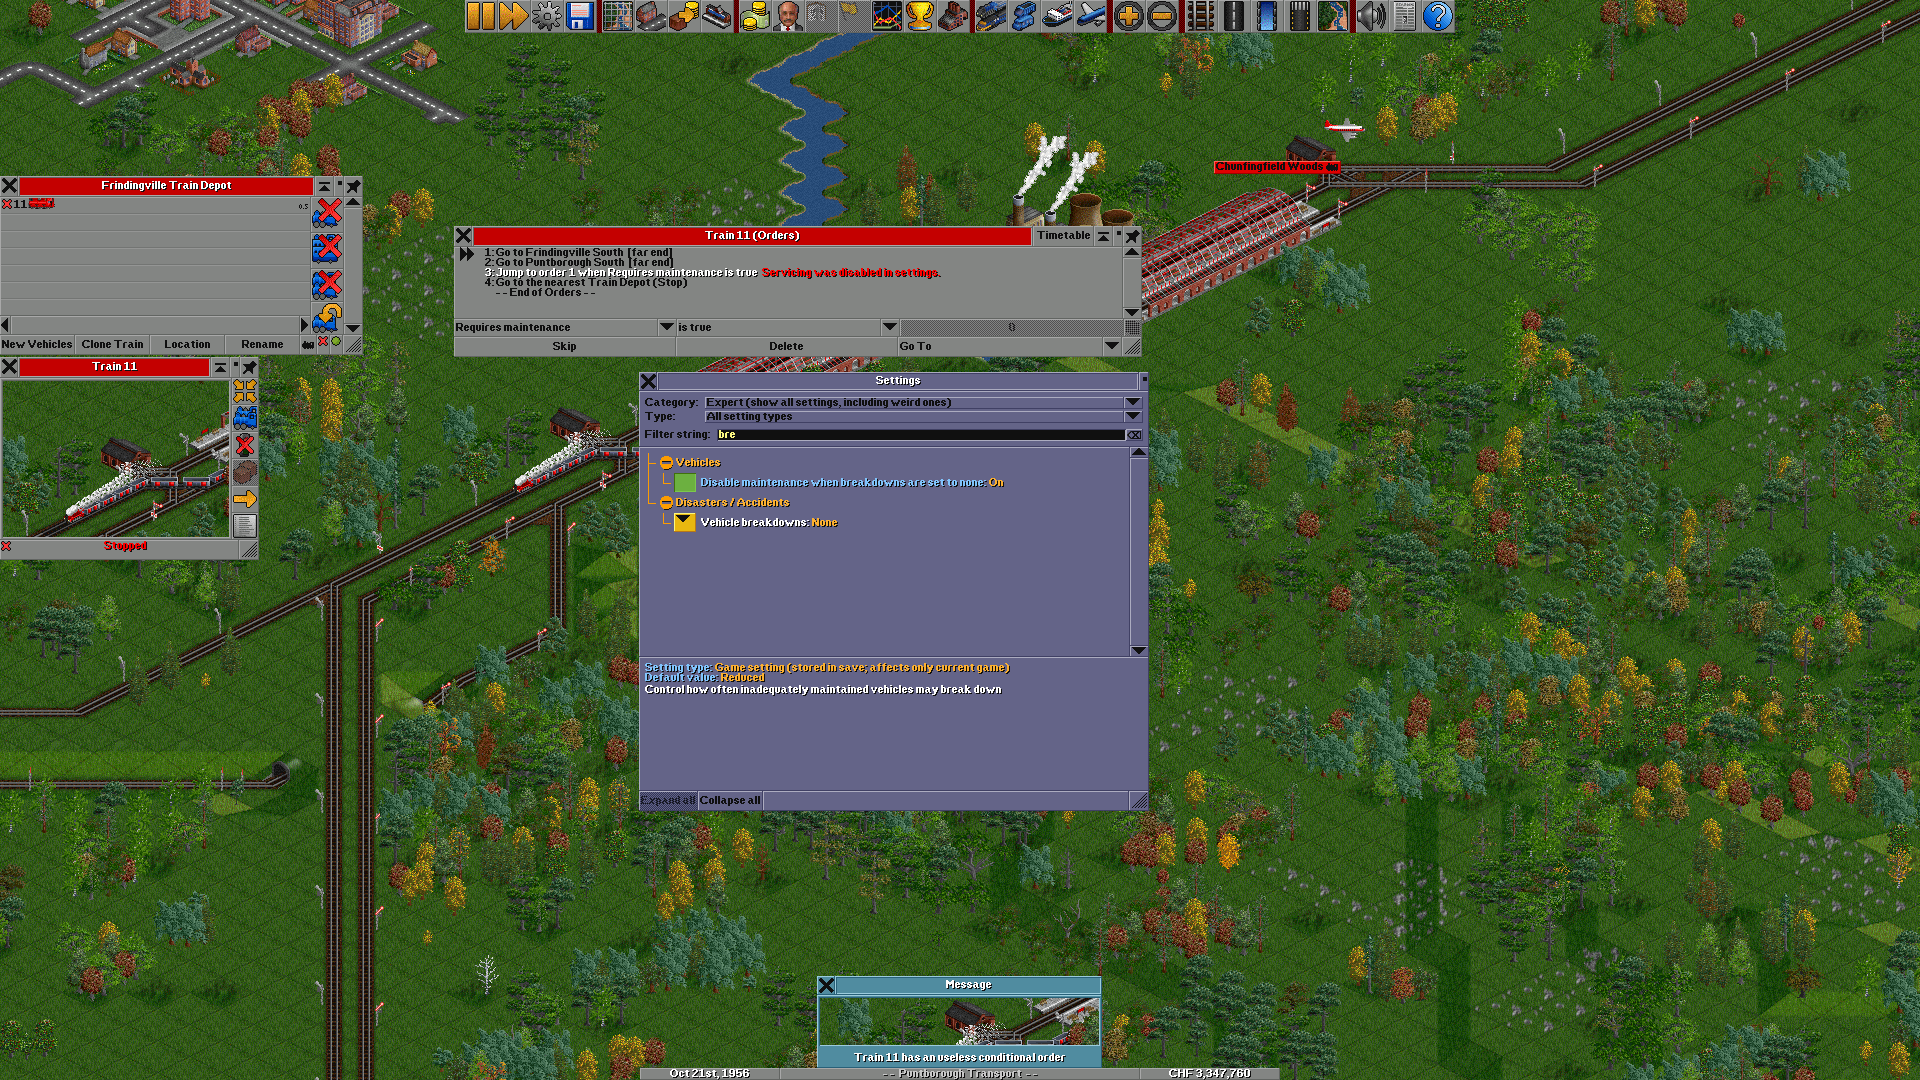 Chuntingfield Woods
Frindingville Train Depot
11
0.5
New Vehicles
Clone Train
Location
Rename
Train 11
Stopped
Train 11 (Orders)
Timetable
1: Go to Frindingville South [far end]
2: Go to Puntborough South [far end]
3: Jump to order 1 when Requires maintenance is true Servicing was disabled in settings.
4: Go to the nearest Train Depot (Stop)
- - End of Orders - -
Requires maintenance
is true
0
Skip
Delete
Go To
Settings
Category: Expert (show all settings, including weird ones)
Type: All setting types
Filter string: bre
Vehicles
Disable maintenance when breakdowns are set to none: On
Disasters / Accidents
Vehicle breakdowns: None
Setting type: Game setting (stored in save; affects only current game)
Default value: Reduced
Control how often inadequately maintained vehicles may break down
Expand all
Collapse all
Message
Train 11 has an useless conditional order
Oct 21st, 1956
- - Puntborough Transport - -
CHF 3,347,760